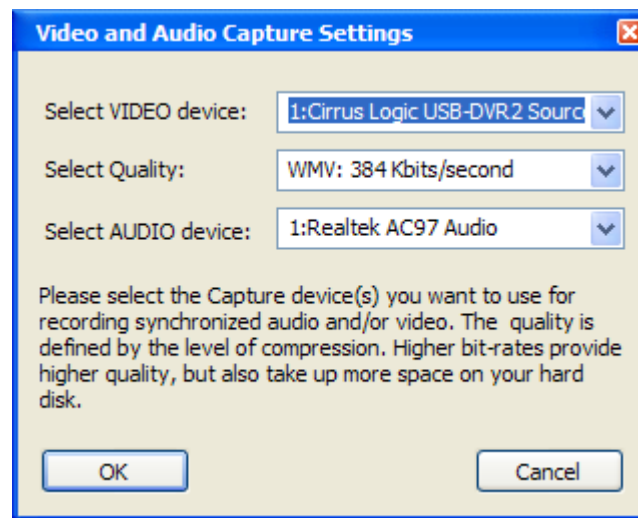 Video and Audio Capture Settings
Select VIDEO device: 1:Cirrus Logic USB-DVR2 Sourc
Select Quality: WMV: 384 Kbits/second
Select AUDIO device: 1:Realtek AC97 Audio
Please select the Capture device(s) you want to use for
recording synchronized audio and/or video. The quality is
defined by the level of compression. Higher bit-rates provide
higher quality, but also take up more space on your hard
disk.
OK Cancel